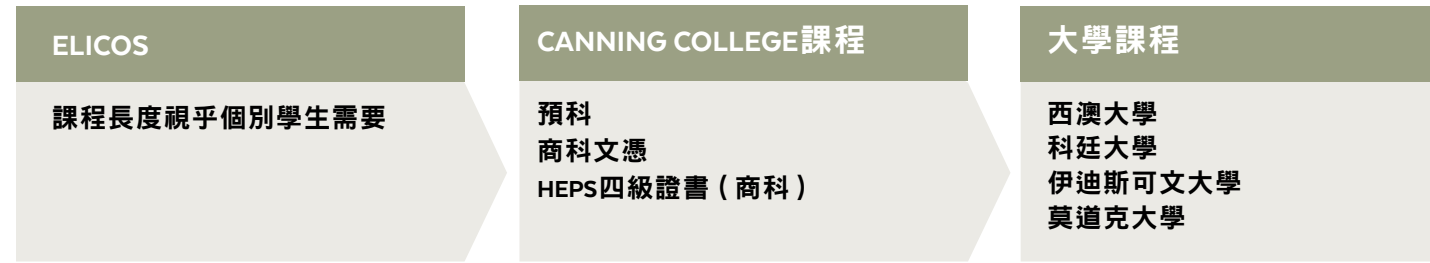 ELICOS
課程長度視乎個別學生需要
CANNING COLLEGE課程
預科
商科文憑
HEPS四級證書（商科）
大學課程
西澳大學
科廷大學
伊迪斯可文大學
莫道克大學